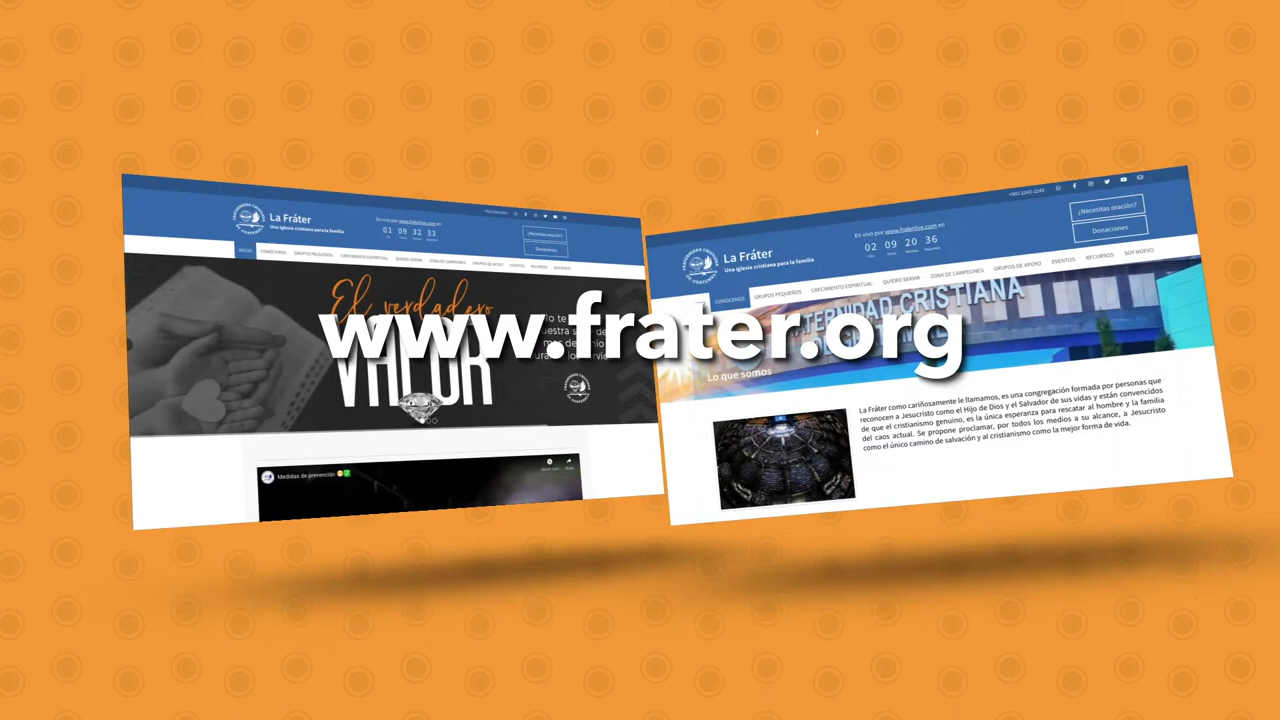 www.frater.org
La Fráter
Una iglesia cristiana para la familia
En vivo por www.fraterlive.com en
01 09 32 33
¿Necesitas oración?
Donaciones
INICIO CONÓCENOS GRUPOS PEQUEÑOS CRECIMIENTO ESPIRITUAL QUIERO SERVIR ZONA DE CAMPEONES GRUPOS DE APOYO EVENTOS RECURSOS SOY NUEVO
El verdadero
VALOR
Medidas de prevención
+502 2243-2241
La Fráter
Una iglesia cristiana para la familia
En vivo por www.fraterlive.com en
02 09 20 36
¿Necesitas oración?
Donaciones
CONÓCENOS GRUPOS PEQUEÑOS CRECIMIENTO ESPIRITUAL QUIERO SERVIR ZONA DE CAMPEONES GRUPOS DE APOYO EVENTOS RECURSOS SOY NUEVO
TERNIDAD CRISTIANA
Lo que somos
La Fráter como cariñosamente le llamamos, es una congregación formada por personas que
reconocen a Jesucristo como el Hijo de Dios y el Salvador de sus vidas y están convencidos
de que el cristianismo genuino, es la única esperanza para rescatar al hombre y la familia
del caos actual. Se propone proclamar, por todos los medios a su alcance, a Jesucristo
como el único camino de salvación y al cristianismo como la mejor forma de vida.